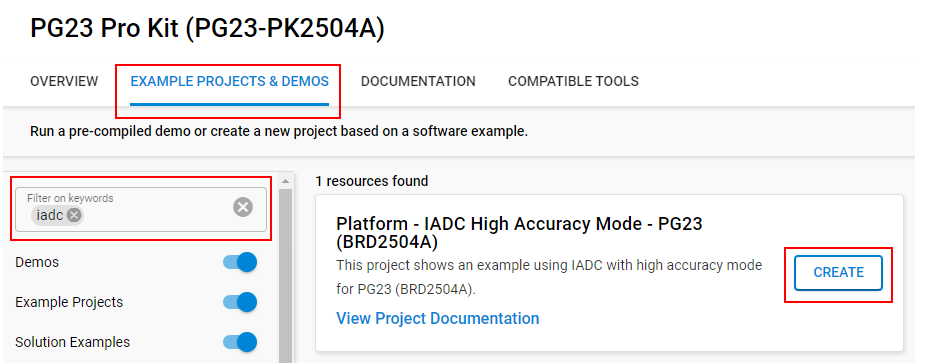 PG23 Pro Kit (PG23-PK2504A)
OVERVIEW EXAMPLE PROJECTS & DEMOS DOCUMENTATION COMPATIBLE TOOLS
Run a pre-compiled demo or create a new project based on a software example.
Filter on keywords
iadc
Demos
Example Projects
Solution Examples
1 resources found
Platform - IADC High Accuracy Mode - PG23
(BRD2504A)
This project shows an example using IADC with high accuracy mode
for PG23 (BRD2504A).
View Project Documentation
CREATE